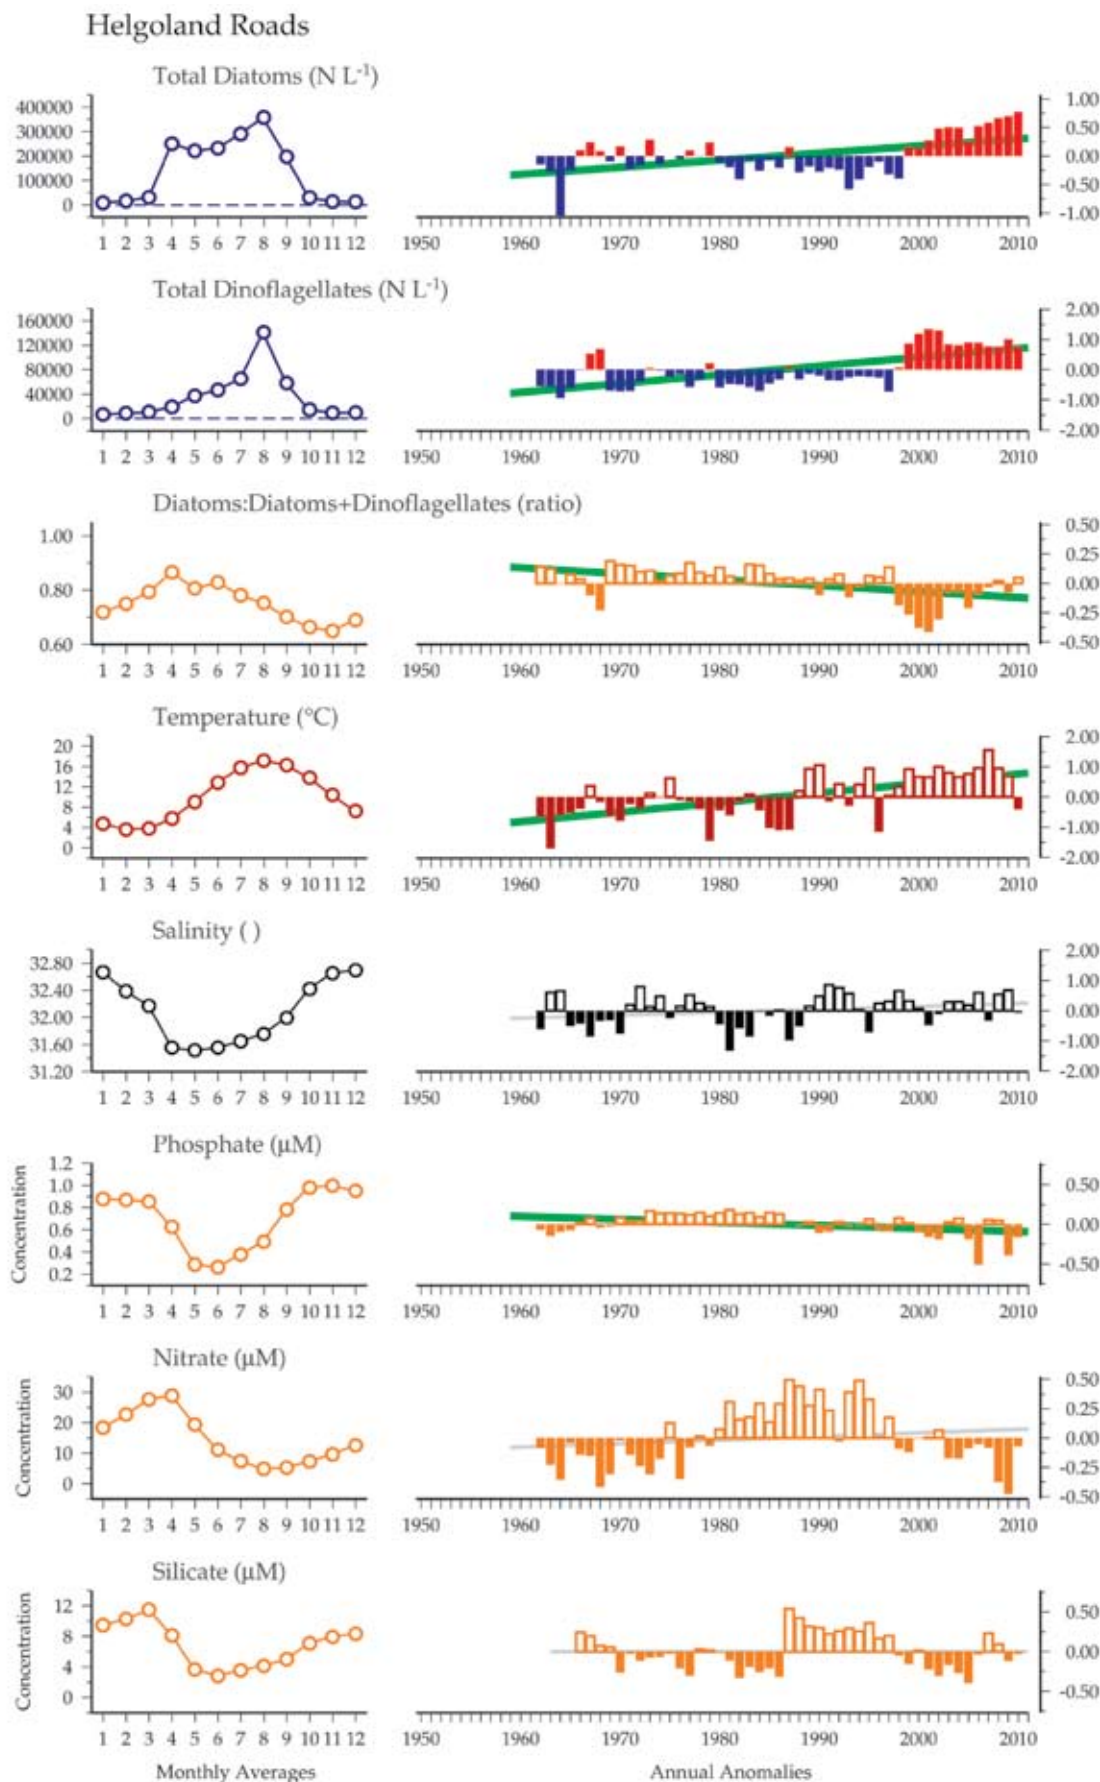 Helgoland Roads
Total Diatoms (N L⁻¹)
400000
300000
200000
100000
0
1.00
0.50
0.00
-0.50
-1.00
1 2 3 4 5 6 7 8 9 10 11 12
1950 1960 1970 1980 1990 2000 2010
Total Dinoflagellates (N L⁻¹)
160000
120000
80000
40000
0
2.00
1.00
0.00
-1.00
-2.00
1 2 3 4 5 6 7 8 9 10 11 12
1950 1960 1970 1980 1990 2000 2010
Diatoms:Diatoms+Dinoflagellates (ratio)
1.00
0.80
0.60
0.50
0.25
0.00
-0.25
-0.50
1 2 3 4 5 6 7 8 9 10 11 12
1950 1960 1970 1980 1990 2000 2010
Temperature (°C)
20
16
12
8
4
0
2.00
1.00
0.00
-1.00
-2.00
1 2 3 4 5 6 7 8 9 10 11 12
1950 1960 1970 1980 1990 2000 2010
Salinity ( )
32.80
32.40
32.00
31.60
31.20
2.00
1.00
0.00
-1.00
-2.00
1 2 3 4 5 6 7 8 9 10 11 12
1950 1960 1970 1980 1990 2000 2010
Phosphate (µM)
Concentration
1.2
1.0
0.8
0.6
0.4
0.2
0.50
0.00
-0.50
1 2 3 4 5 6 7 8 9 10 11 12
1950 1960 1970 1980 1990 2000 2010
Nitrate (µM)
Concentration
30
20
10
0
0.50
0.25
0.00
-0.25
-0.50
1 2 3 4 5 6 7 8 9 10 11 12
1950 1960 1970 1980 1990 2000 2010
Silicate (µM)
Concentration
12
8
4
0
0.50
0.00
-0.50
1 2 3 4 5 6 7 8 9 10 11 12
1950 1960 1970 1980 1990 2000 2010
Monthly Averages
Annual Anomalies